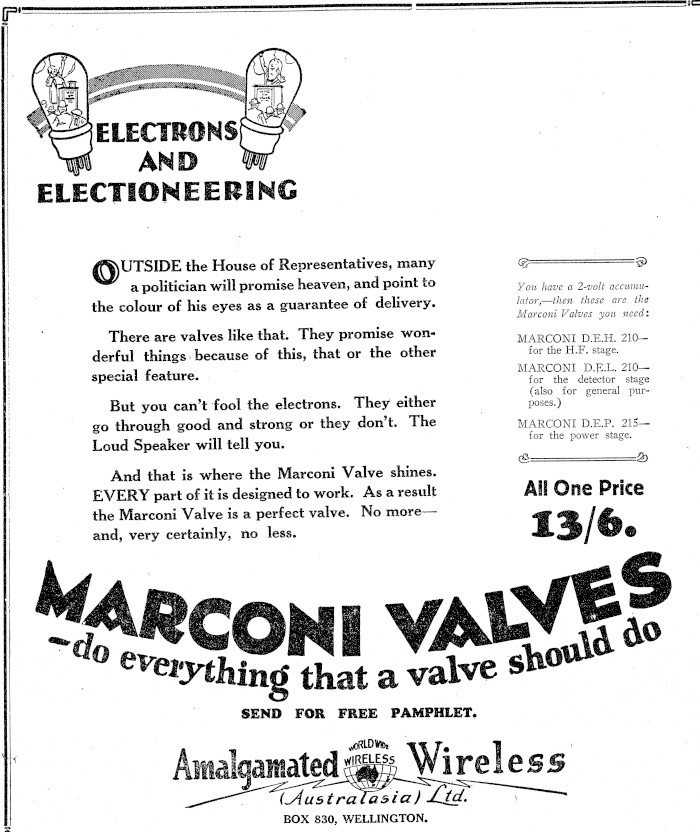 ELECTRONS
AND
ELECTIONEERING
OUTSIDE the House of Representatives, many
a politician will promise heaven, and point to
the colour of his eyes as a guarantee of delivery.
There are valves like that. They promise won-
derful things because of this, that or the other
special feature.
But you can't fool the electrons. They either
go through good and strong or they don't. The
Loud Speaker will tell you.
And that is where the Marconi Valve shines.
EVERY part of it is designed to work. As a result
the Marconi Valve is a perfect valve. No more—
and, very certainly, no less.
You have a 2-volt accumu-
lator,—then these are the
Marconi Valves you need:
MARCONI D.E.H. 210—
for the H.F. stage.
MARCONI D.E.L. 210—
for the detector stage
(also for general pur-
poses.)
MARCONI D.E.P. 215—
for the power stage.
All One Price
13/6.
MARCONI VALVES
—do everything that a valve should do
SEND FOR FREE PAMPHLET.
Amalgamated Wireless
WORLD WIDE
WIRELESS
(Australasia) Ltd.
BOX 830, WELLINGTON.